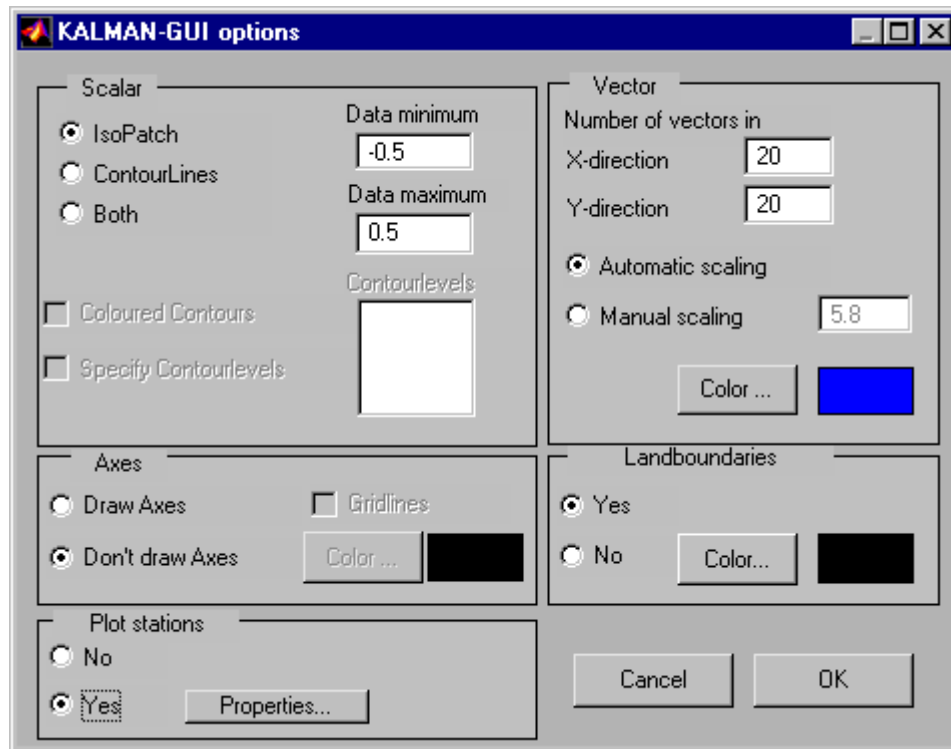 KALMAN-GUI options
Scalar
IsoPatch
ContourLines
Both
Data minimum
-0.5
Data maximum
0.5
Contourlevels
Coloured Contours
Specify Contourlevels
Vector
Number of vectors in
X-direction 20
Y-direction 20
Automatic scaling
Manual scaling 5.8
Color ...
Axes
Draw Axes Gridlines
Don't draw Axes Color ...
Landboundaries
Yes
No Color...
Plot stations
No
Yes Properties...
Cancel OK